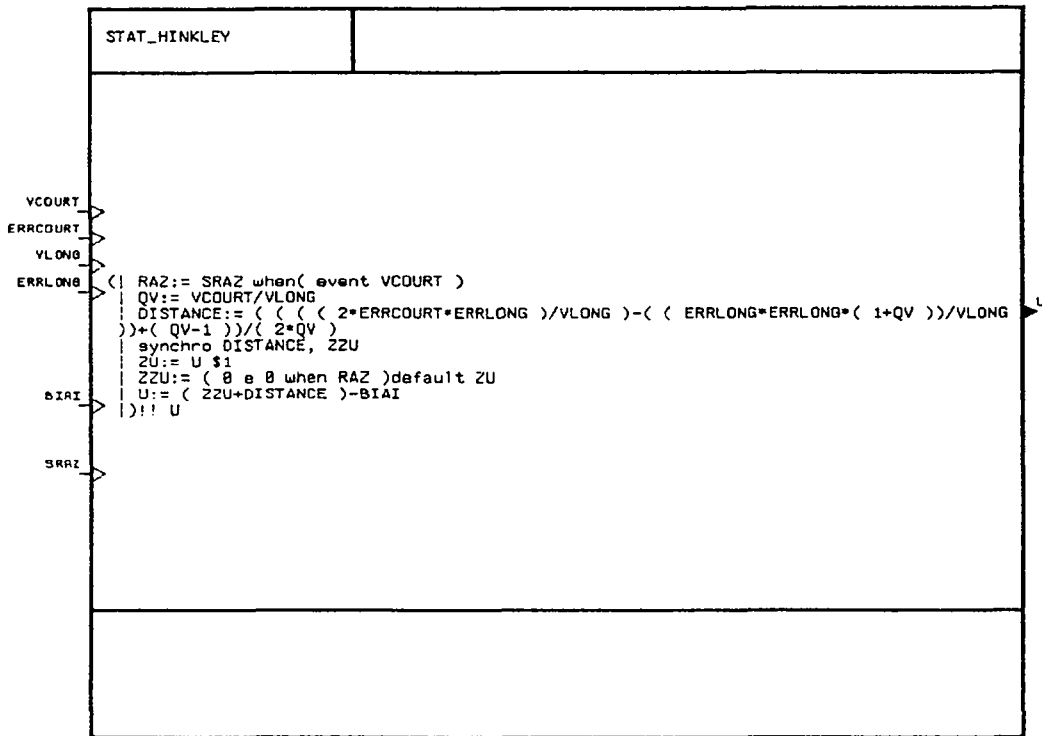 STAT_HINKLEY
VCOURT
ERRCOURT
VLONG
ERRLONG
(| RAZ:= SRAZ when( event VCOURT )
| QV:= VCOURT/VLONG
| DISTANCE:= ( ( ( ( 2*ERRCOURT*ERRLONG )/VLONG )-( ( ERRLONG*ERRLONG*( 1+QV ))/VLONG
))+( QV-1 ))/( 2*QV )
| synchro DISTANCE, ZZU
| ZU:= U $1
| ZZU:= ( 0 e 0 when RAZ )default ZU
| U:= ( ZZU+DISTANCE )-BIAI
|)!! U
U
BIAI
SRAZ